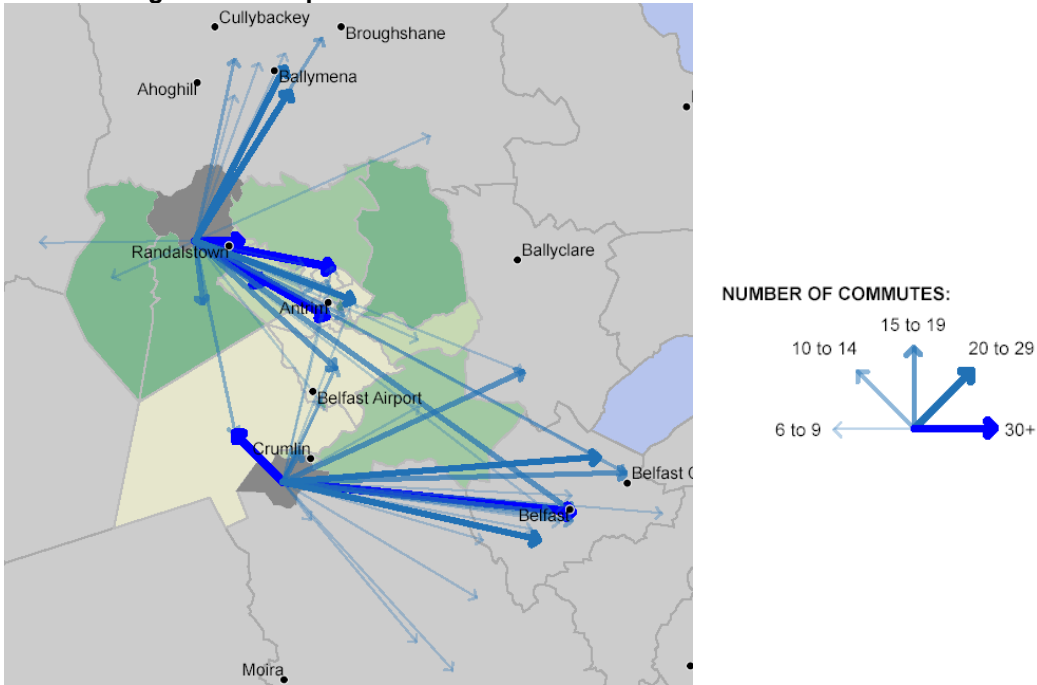 Cullybackey
Broughshane
Ballymena
Ahoghill
Randalstown
Ballyclare
Antrim
Belfast Airport
Crumlin
Belfast C
Belfast
Moira
NUMBER OF COMMUTES:
15 to 19
10 to 14
20 to 29
6 to 9
30+